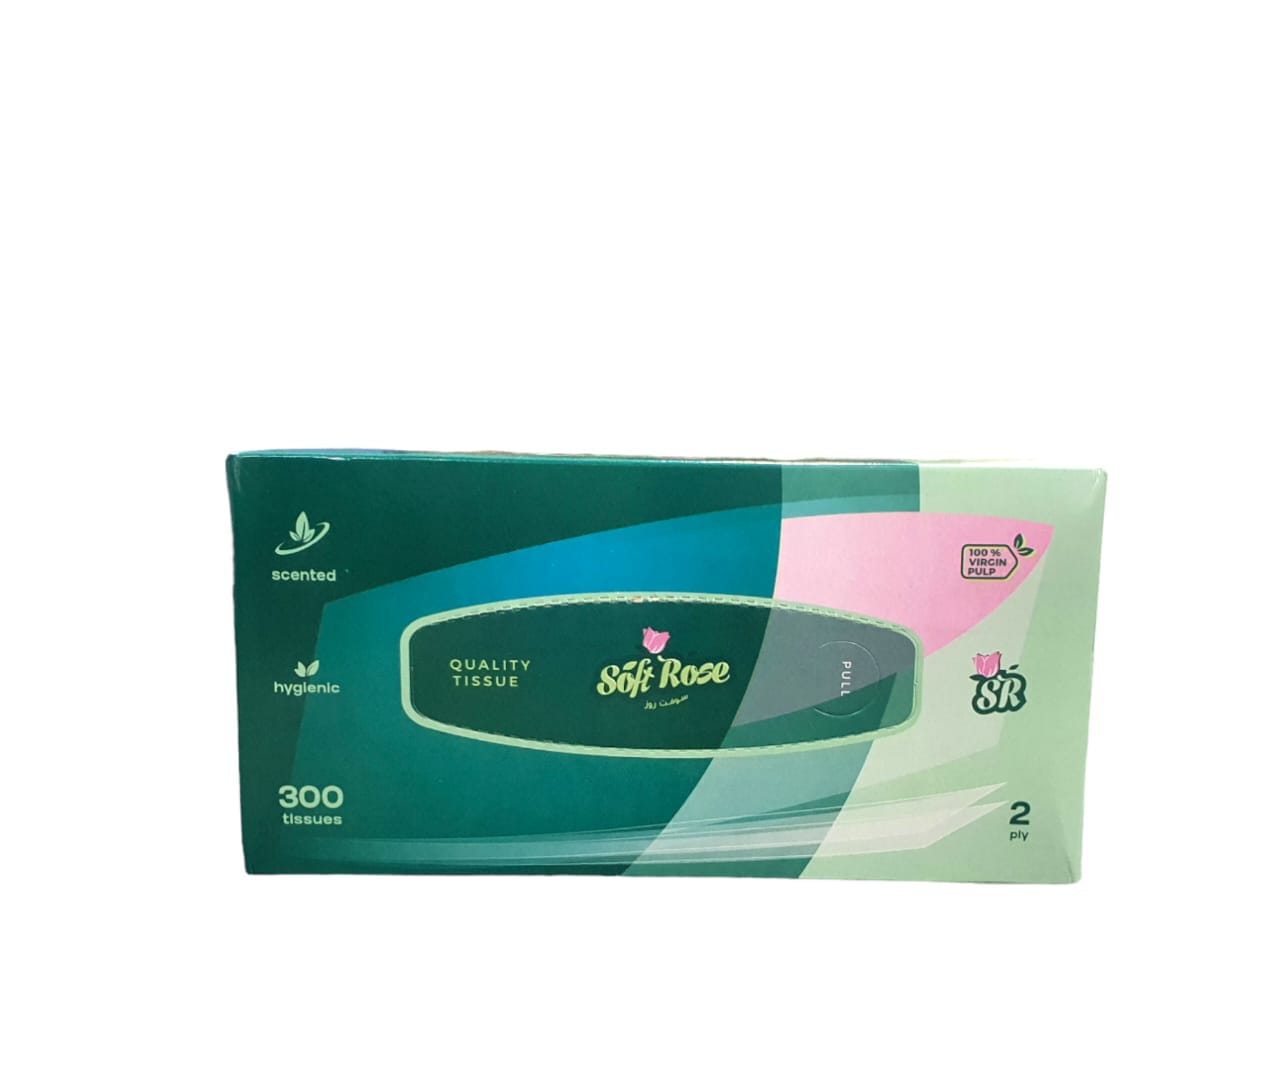 scented
100 %
VIRGIN
PULP
hygienic
QUALITY
TISSUE
Soft Rose
سوفت روز
PULL
SR
300
tissues
2
ply